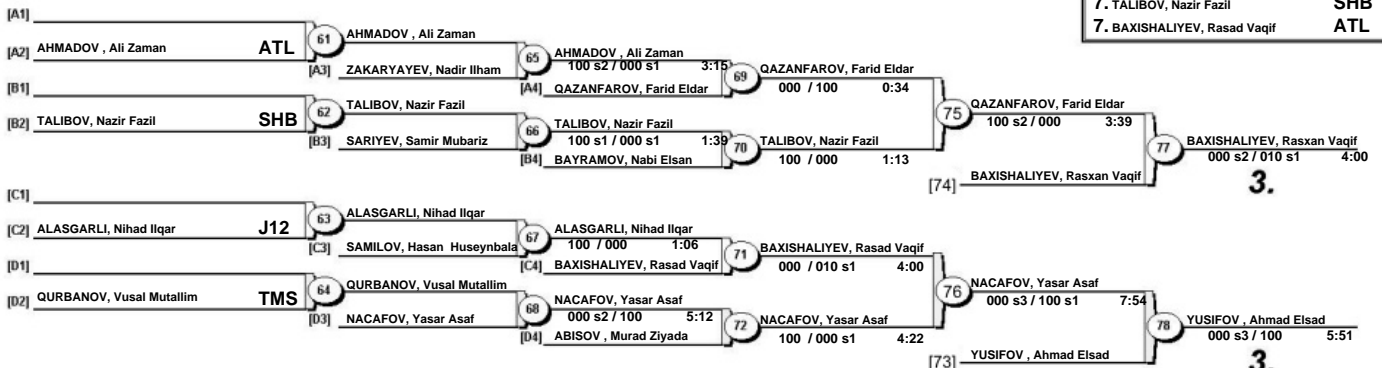 7. TALIBOV, Nazir Fazil SHB
7. BAXISHALIYEV, Rasad Vaqif ATL
[A1]
[A2] AHMADOV , Ali Zaman ATL
61
AHMADOV , Ali Zaman
[A3] ZAKARYAYEV, Nadir Ilham
65
AHMADOV , Ali Zaman
100 s2 / 000 s1 3:15
[A4] QAZANFAROV, Farid Eldar
69
QAZANFAROV, Farid Eldar
000 / 100 0:34
[B1]
[B2] TALIBOV, Nazir Fazil SHB
62
TALIBOV, Nazir Fazil
[B3] SARIYEV, Samir Mubariz
66
TALIBOV, Nazir Fazil
100 s1 / 000 s1 1:39
[B4] BAYRAMOV, Nabi Elsan
70
TALIBOV, Nazir Fazil
100 / 000 1:13
75
QAZANFAROV, Farid Eldar
100 s2 / 000 3:39
[74] BAXISHALIYEV, Rasxan Vaqif
77
BAXISHALIYEV, Rasxan Vaqif
000 s2 / 010 s1 4:00
3.
[C1]
[C2] ALASGARLI, Nihad Ilqar J12
63
ALASGARLI, Nihad Ilqar
[C3] SAMILOV, Hasan Huseynbala
67
ALASGARLI, Nihad Ilqar
100 / 000 1:06
[C4] BAXISHALIYEV, Rasad Vaqif
71
BAXISHALIYEV, Rasad Vaqif
000 / 010 s1 4:00
[D1]
[D2] QURBANOV, Vusal Mutallim TMS
64
QURBANOV, Vusal Mutallim
[D3] NACAFOV, Yasar Asaf
68
NACAFOV, Yasar Asaf
000 s2 / 100 5:12
[D4] ABISOV , Murad Ziyada
72
NACAFOV, Yasar Asaf
100 / 000 s1 4:22
76
NACAFOV, Yasar Asaf
000 s3 / 100 s1 7:54
[73] YUSIFOV , Ahmad Elsad
78
YUSIFOV , Ahmad Elsad
000 s3 / 100 5:51
3.